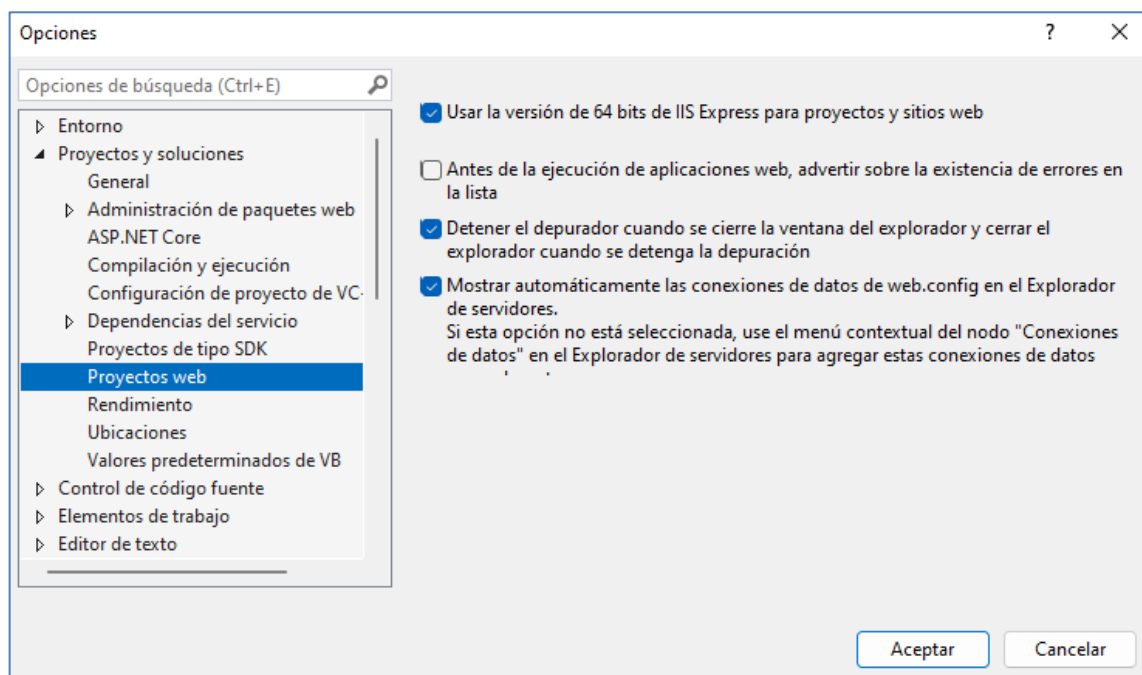 Opciones
?
Opciones de búsqueda (Ctrl+E)
Entorno
Proyectos y soluciones
General
Administración de paquetes web
ASP.NET Core
Compilación y ejecución
Configuración de proyecto de VC-
Dependencias del servicio
Proyectos de tipo SDK
Proyectos web
Rendimiento
Ubicaciones
Valores predeterminados de VB
Control de código fuente
Elementos de trabajo
Editor de texto
Usar la versión de 64 bits de IIS Express para proyectos y sitios web
Antes de la ejecución de aplicaciones web, advertir sobre la existencia de errores en
la lista
Detener el depurador cuando se cierre la ventana del explorador y cerrar el
explorador cuando se detenga la depuración
Mostrar automáticamente las conexiones de datos de web.config en el Explorador
de servidores.
Si esta opción no está seleccionada, use el menú contextual del nodo "Conexiones
de datos" en el Explorador de servidores para agregar estas conexiones de datos
Aceptar
Cancelar